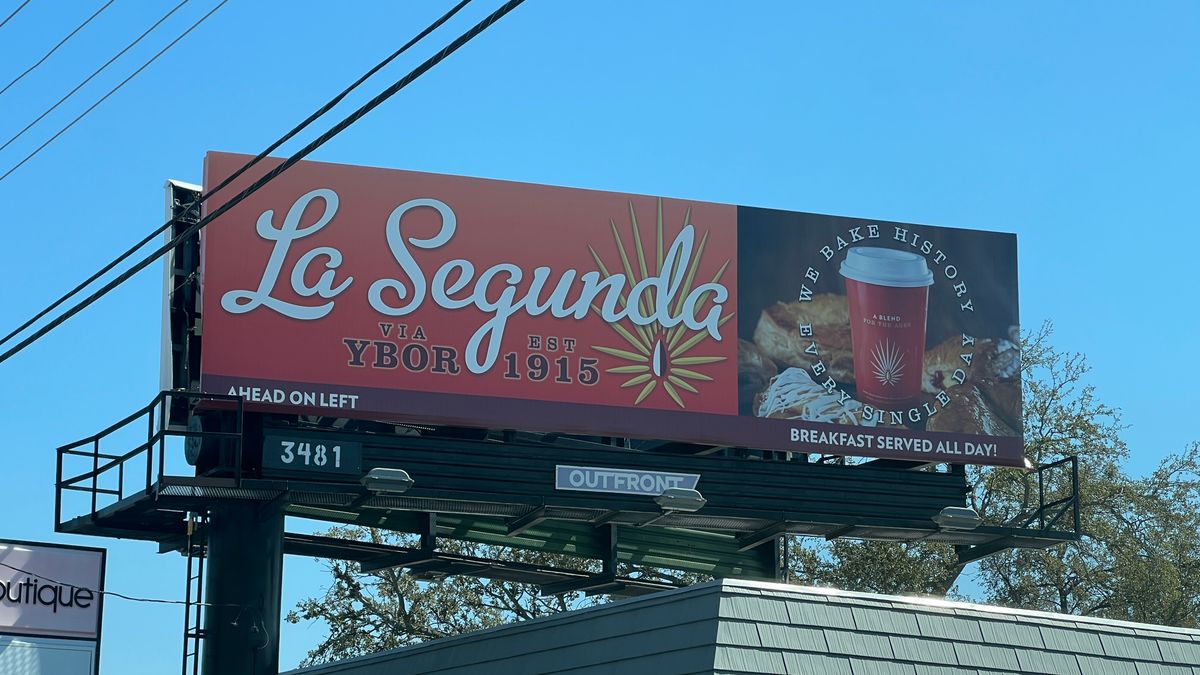 La Segunda
VIA
YBOR
EST
1915
WE BAKE HISTORY
EVERY SINGLE DAY
A BLEND
FOR THE AGES
AHEAD ON LEFT
BREAKFAST SERVED ALL DAY!
3481
OUTFRONT
outique